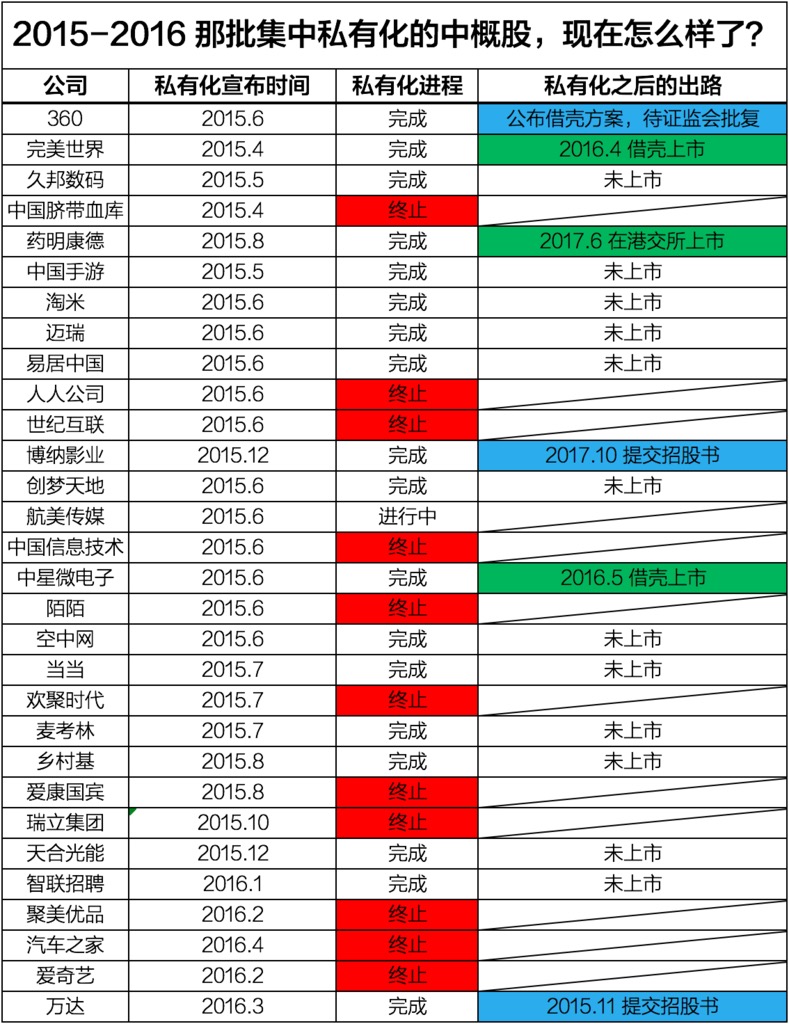 2015-2016 那批集中私有化的中概股，现在怎么样了？
公司 私有化宣布时间 私有化进程 私有化之后的出路
360 2015.6 完成 公布借壳方案，待证监会批复
完美世界 2015.4 完成 2016.4 借壳上市
久邦数码 2015.5 完成 未上市
中国脐带血库 2015.4 终止
药明康德 2015.8 完成 2017.6 在港交所上市
中国手游 2015.5 完成 未上市
淘米 2015.6 完成 未上市
迈瑞 2015.6 完成 未上市
易居中国 2015.6 完成 未上市
人人公司 2015.6 终止
世纪互联 2015.6 终止
博纳影业 2015.12 完成 2017.10 提交招股书
创梦天地 2015.6 完成 未上市
航美传媒 2015.6 进行中
中国信息技术 2015.6 终止
中星微电子 2015.6 完成 2016.5 借壳上市
陌陌 2015.6 终止
空中网 2015.6 完成 未上市
当当 2015.7 完成 未上市
欢聚时代 2015.7 终止
麦考林 2015.7 完成 未上市
乡村基 2015.8 完成 未上市
爱康国宾 2015.8 终止
瑞立集团 2015.10 终止
天合光能 2015.12 完成 未上市
智联招聘 2016.1 完成 未上市
聚美优品 2016.2 终止
汽车之家 2016.4 终止
爱奇艺 2016.2 终止
万达 2016.3 完成 2015.11 提交招股书